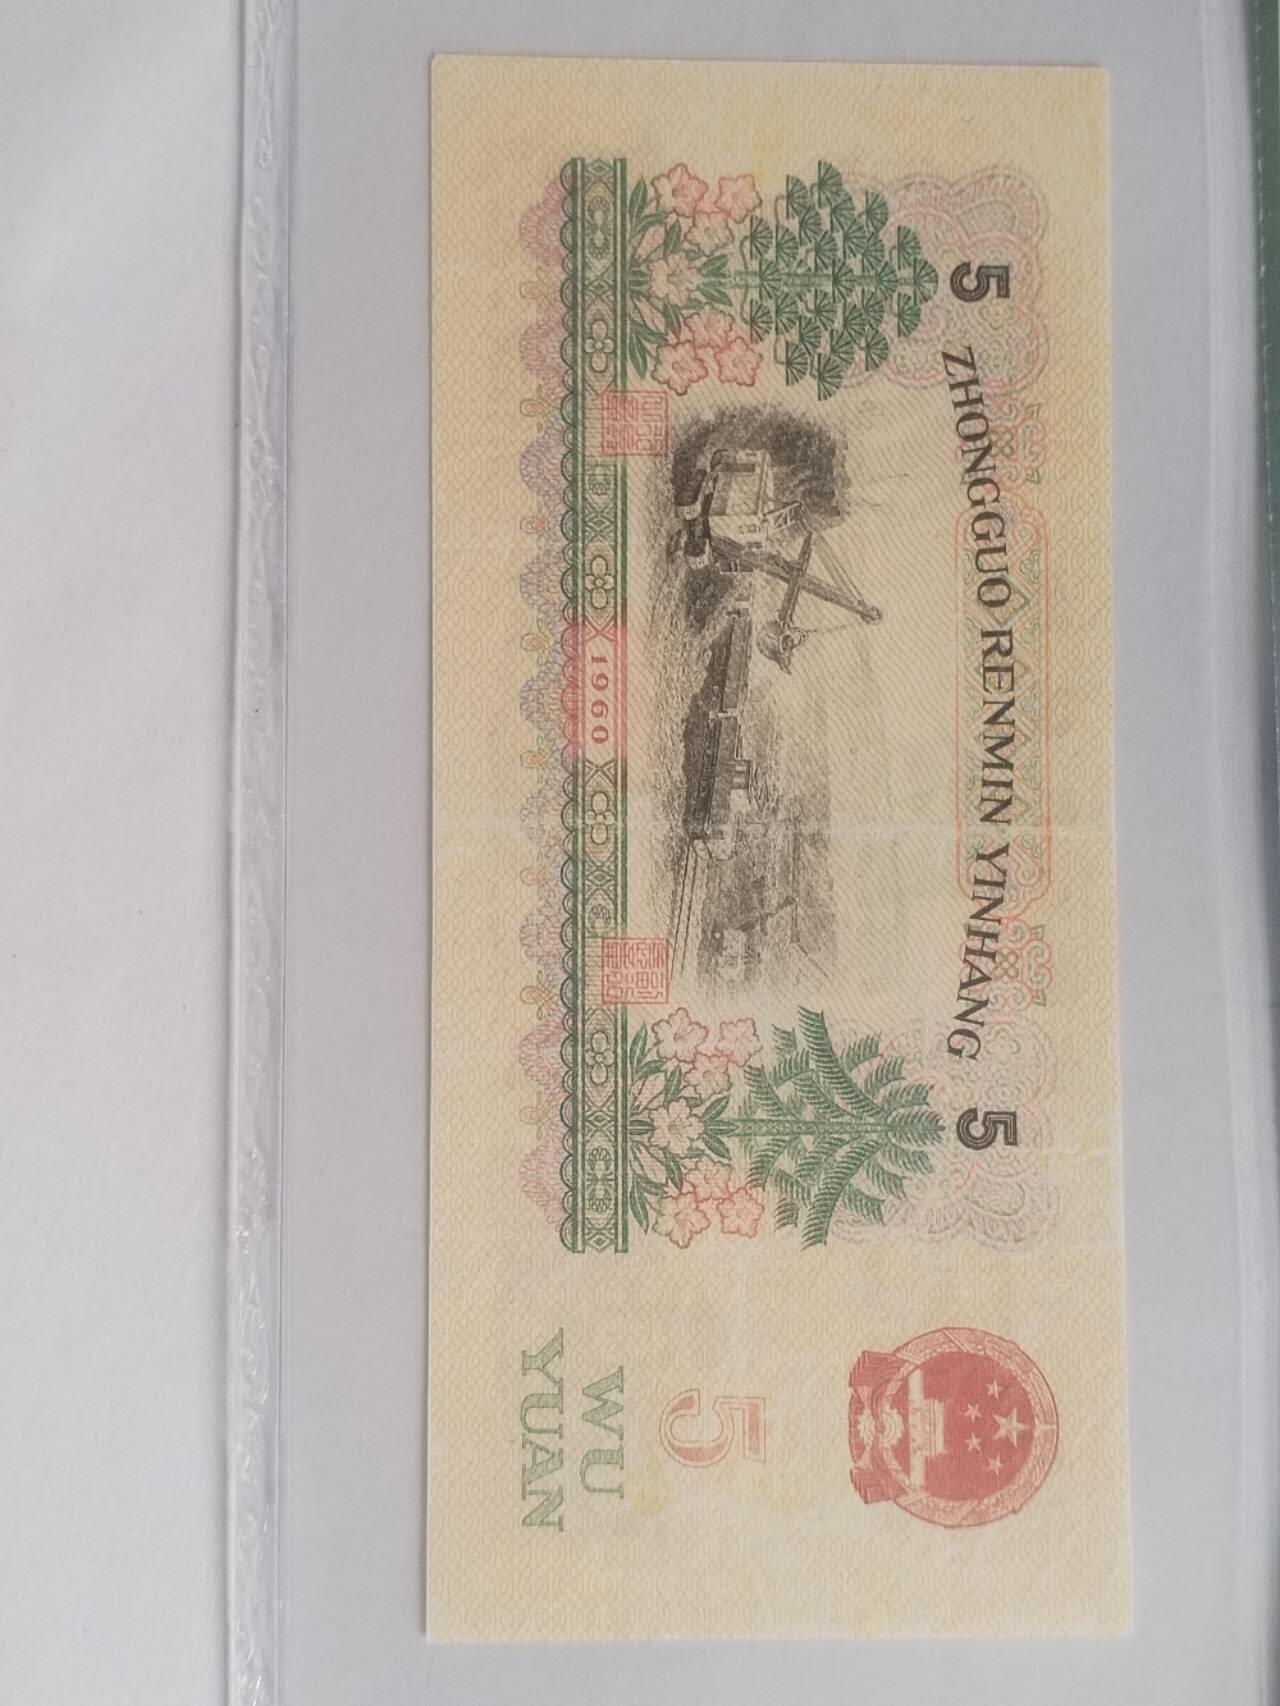 5 ZHONGGUO RENMIN YINHANG 5
5
WU
YUAN
1960